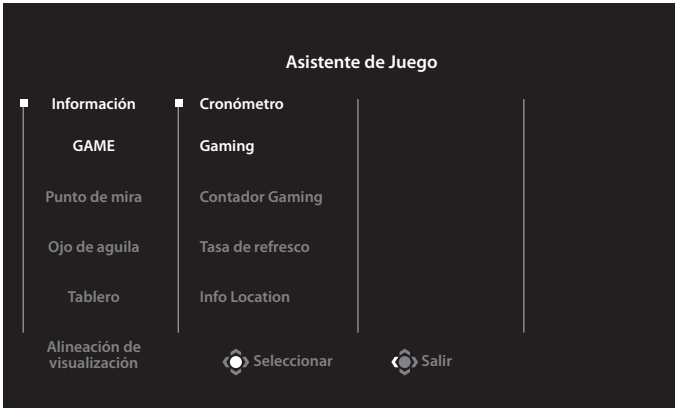 Asistente de Juego
Información
GAME
Punto de mira
Ojo de aguila
Tablero
Alineación de
visualización
Cronómetro
Gaming
Contador Gaming
Tasa de refresco
Info Location
Seleccionar
Salir